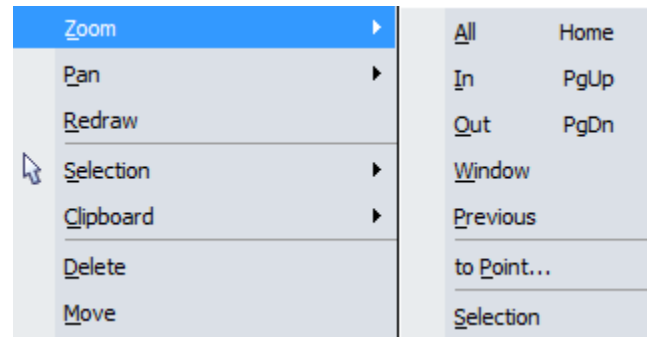 Zoom
Pan
Redraw
Selection
Clipboard
Delete
Move
All Home
In PgUp
Out PgDn
Window
Previous
to Point...
Selection